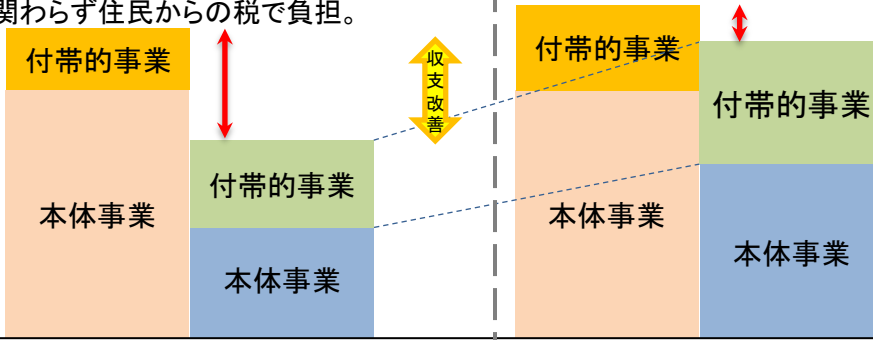 関わらず住民からの税で負担。
付帯的事業
本体事業
付帯的事業
本体事業
収
支
改
善
付帯的事業
本体事業
付帯的事業
本体事業